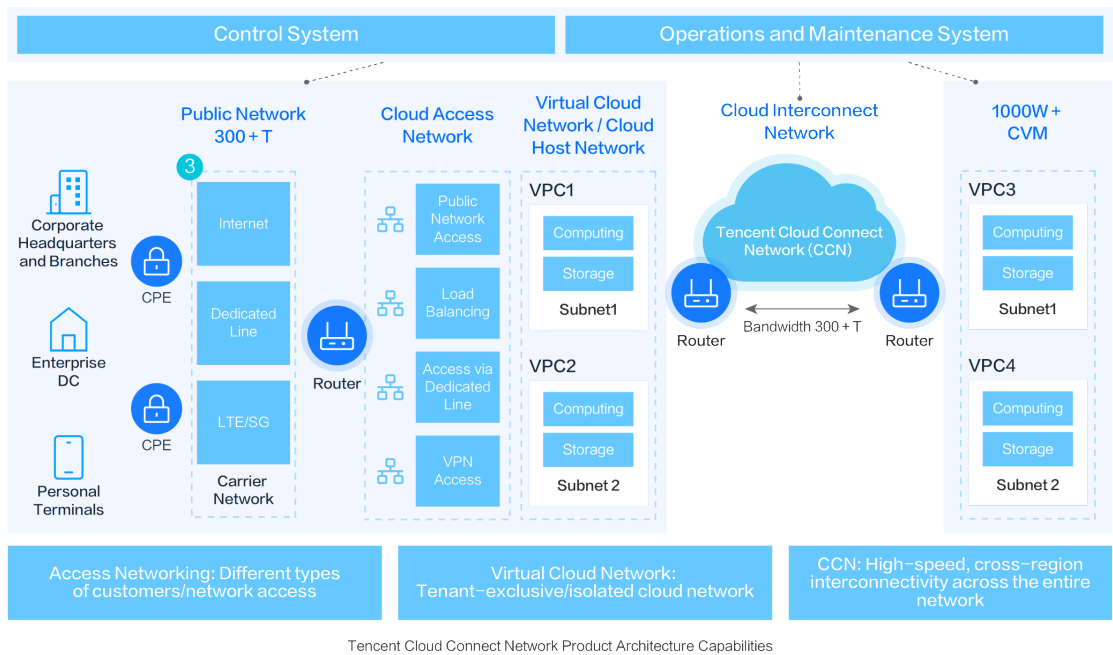 Control System
Operations and Maintenance System
Public Network
300 + T
Cloud Access
Network
Virtual Cloud
Network / Cloud
Host Network
Cloud Interconnect
Network
1000W +
CVM
3
Corporate
Headquarters
and Branches
Enterprise
DC
Personal
Terminals
CPE
CPE
Internet
Dedicated
Line
LTE/SG
Carrier
Network
Router
Public
Network
Access
Load
Balancing
Access via
Dedicated
Line
VPN
Access
VPC1
Computing
Storage
Subnet1
VPC2
Computing
Storage
Subnet 2
Tencent Cloud Connect
Network (CCN)
Router
Bandwidth 300 + T
Router
VPC3
Computing
Storage
Subnet1
VPC4
Computing
Storage
Subnet 2
Access Networking: Different types
of customers/network access
Virtual Cloud Network:
Tenant-exclusive/isolated cloud network
CCN: High-speed, cross-region
interconnectivity across the entire
network
Tencent Cloud Connect Network Product Architecture Capabilities